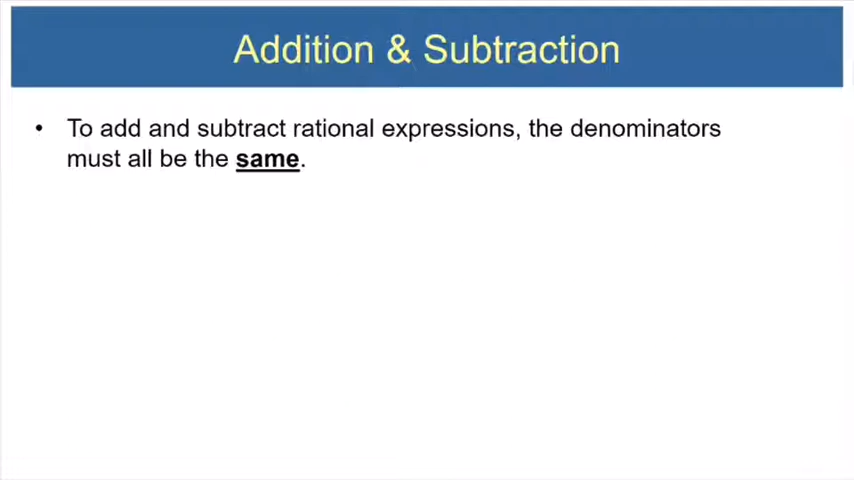 Addition & Subtraction
• To add and subtract rational expressions, the denominators
must all be the same.